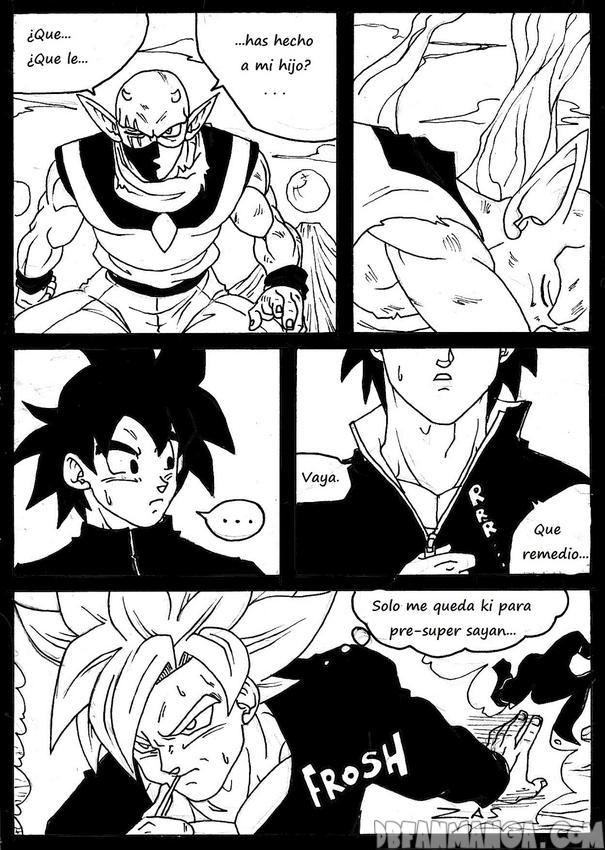 ¿Que...
¿Que le...
...has hecho
a mi hijo?
. . .
...
Vaya.
RRRR...
Que
remedio...
Solo me queda ki para
pre-super sayan...
FROSH
ZAS
DBFANMANGA.COM